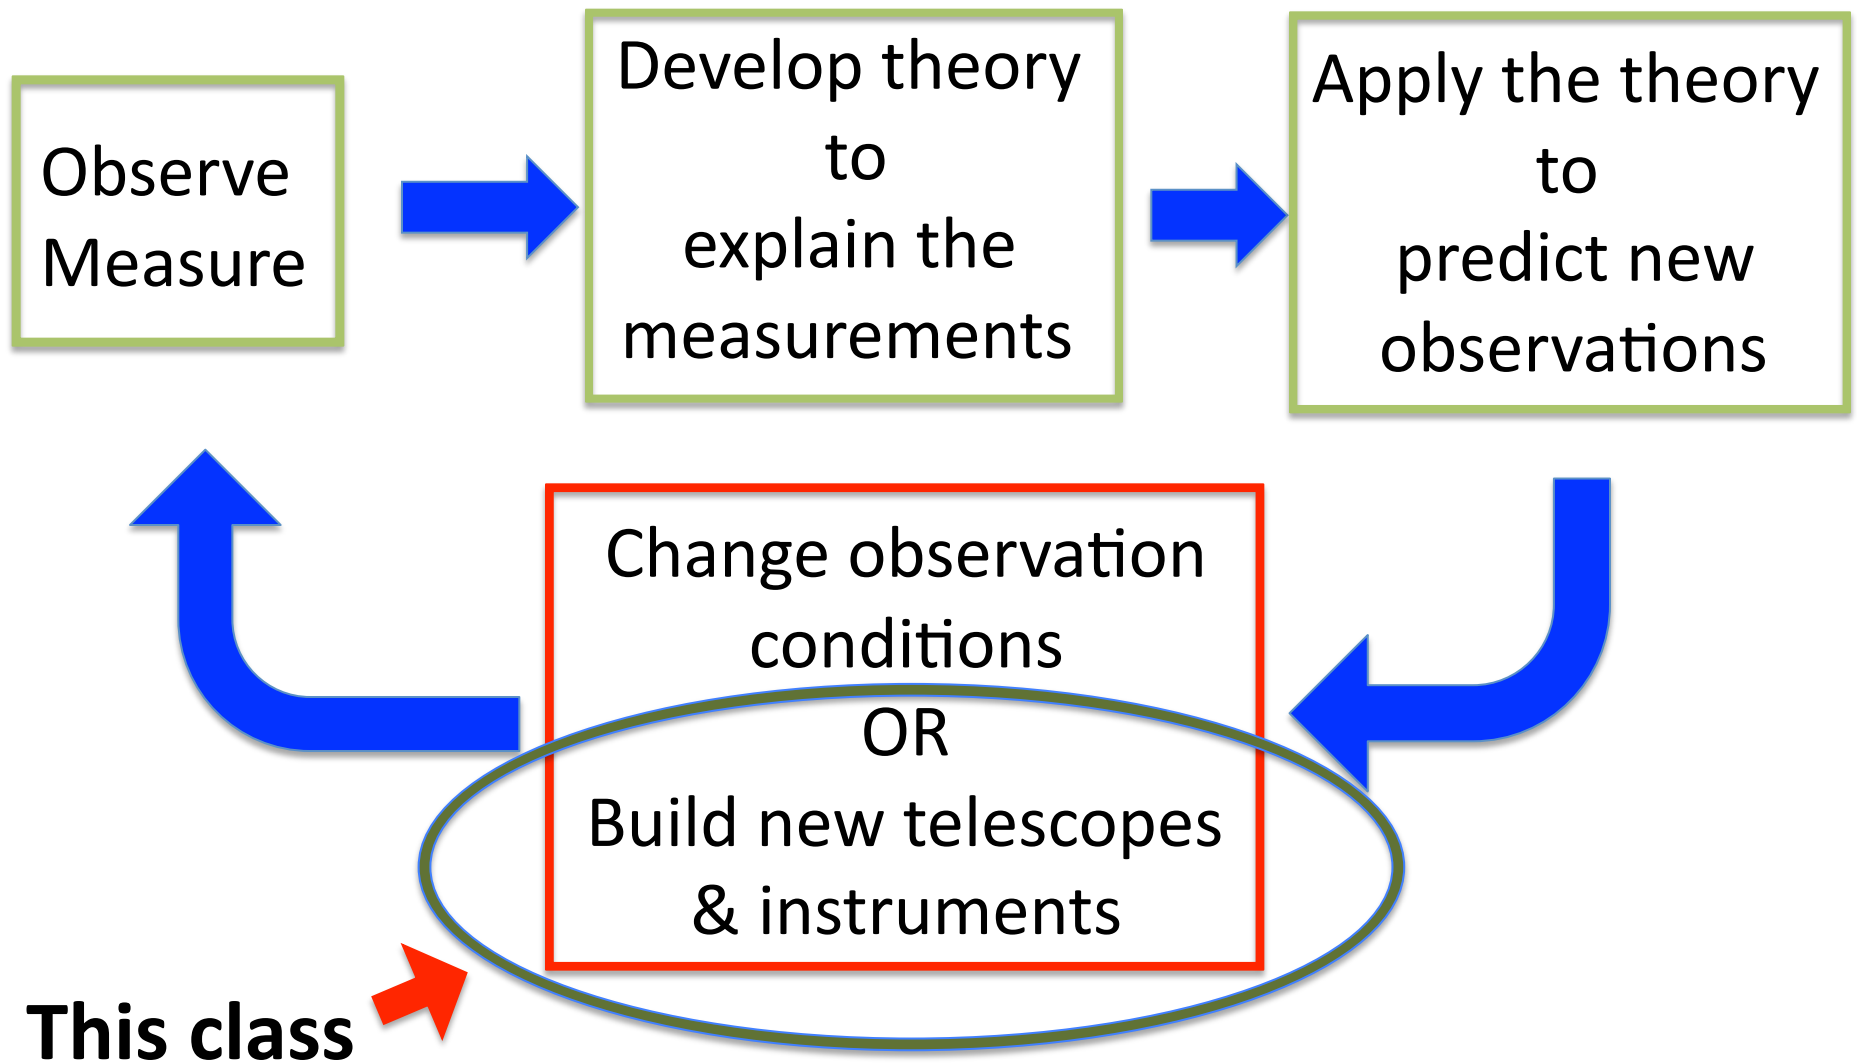 Observe
Measure
Develop theory
to
explain the
measurements
Apply the theory
to
predict new
observations
Change observation
conditions
OR
Build new telescopes
& instruments
This class